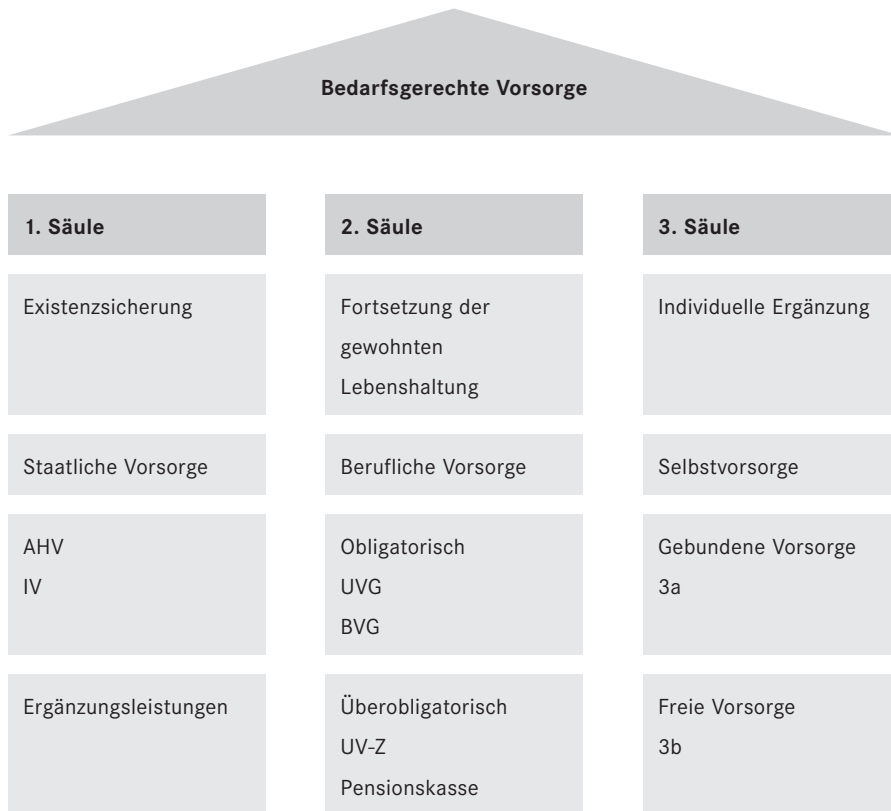 Bedarfsgerechte Vorsorge
1. Säule
Existenzsicherung
Staatliche Vorsorge
AHV
IV
Ergänzungsleistungen
2. Säule
Fortsetzung der
gewohnten
Lebenshaltung
Berufliche Vorsorge
Obligatorisch
UVG
BVG
Überobligatorisch
UV-Z
Pensionskasse
3. Säule
Individuelle Ergänzung
Selbstvorsorge
Gebundene Vorsorge
3a
Freie Vorsorge
3b